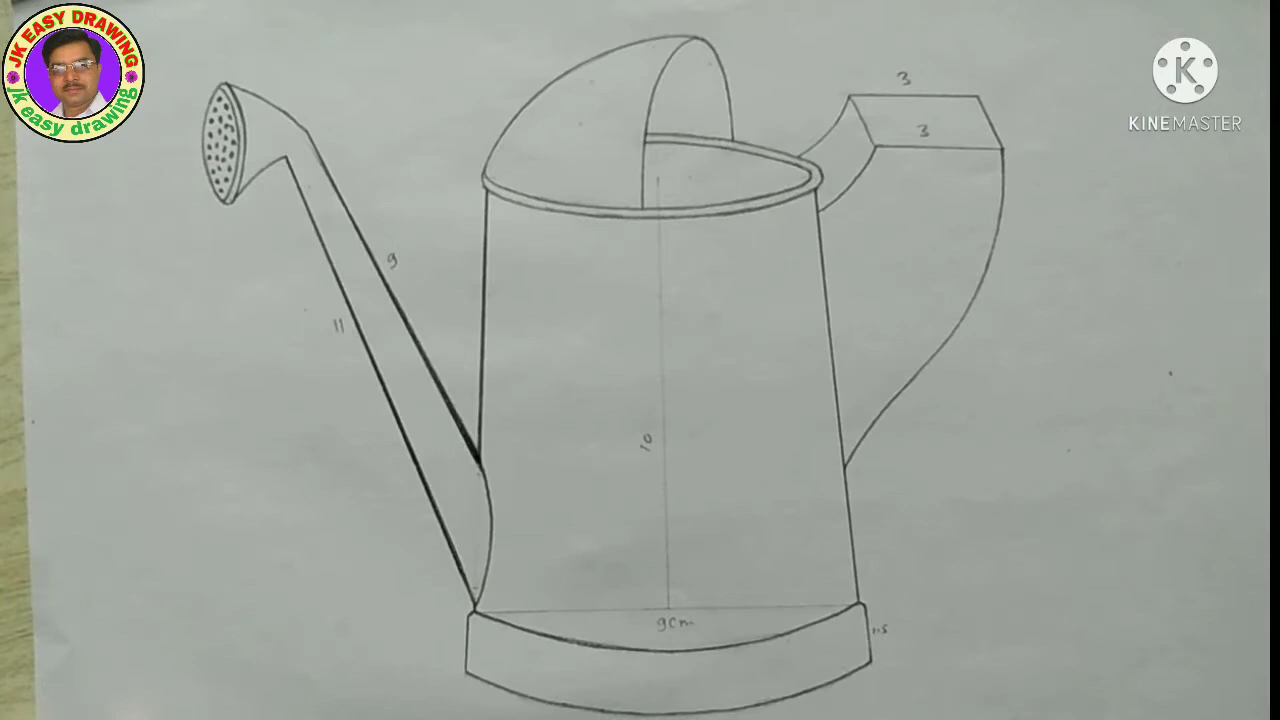 JK EASY DRAWING
jk easy drawing
K
KINEMASTER
3
3
9
11
10
9cm
1.5